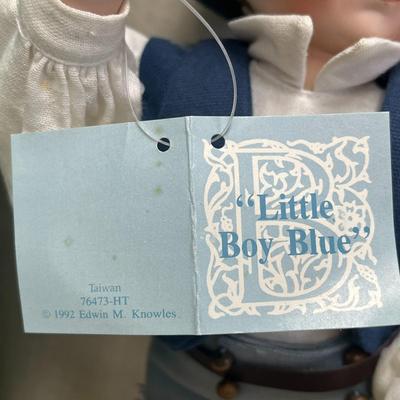 Taiwan
76473-HT
© 1992 Edwin M. Knowles
B
"Little
Boy Blue"